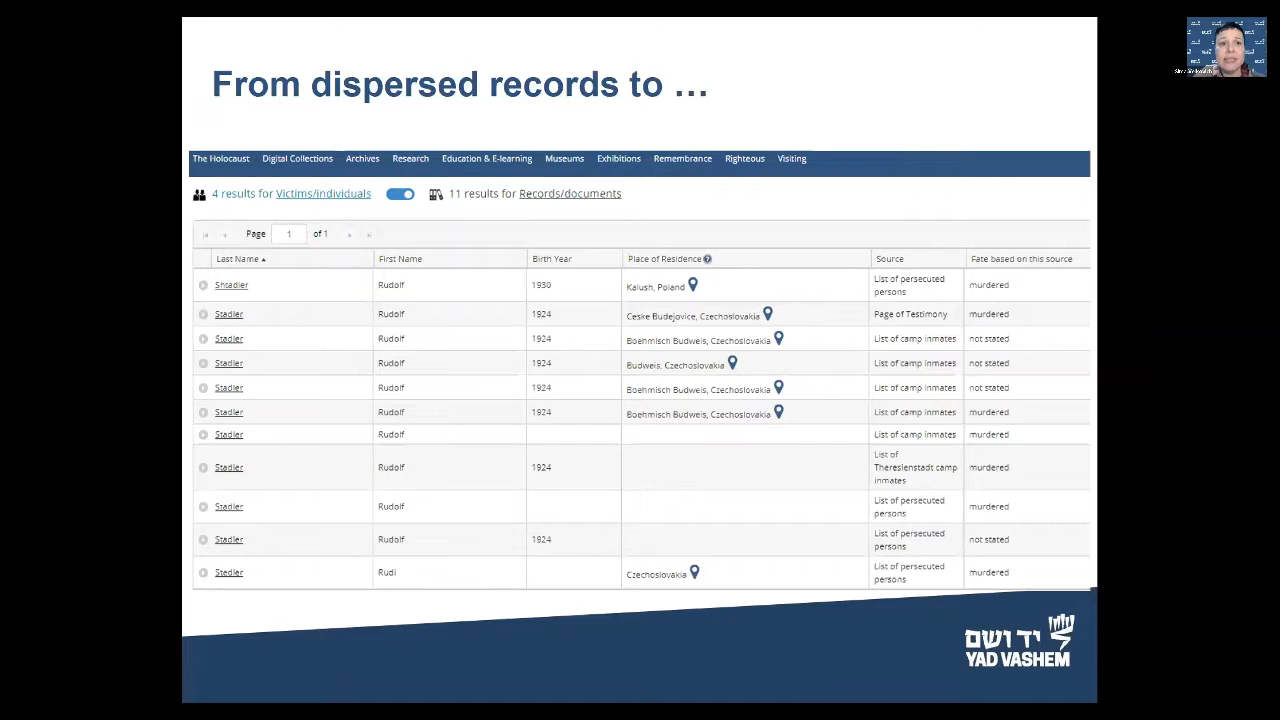 From dispersed records to …
The Holocaust Digital Collections Archives Research Education & E-learning Museums Exhibitions Remembrance Righteous Visiting
4 results for Victims/individuals 11 results for Records/documents
Page 1 of 1
Last Name First Name Birth Year Place of Residence ? Source Fate based on this source
Shtadler Rudolf 1930 Kalush, Poland List of persecuted persons murdered
Stadler Rudolf 1924 Ceske Budejovice, Czechoslovakia Page of Testimony murdered
Stadler Rudolf 1924 Boehmisch Budweis, Czechoslovakia List of camp inmates not stated
Stadler Rudolf 1924 Budweis, Czechoslovakia List of camp inmates not stated
Stadler Rudolf 1924 Boehmisch Budweis, Czechoslovakia List of camp inmates not stated
Stadler Rudolf 1924 Boehmisch Budweis, Czechoslovakia List of camp inmates murdered
Stadler Rudolf List of camp inmates murdered
Stadler Rudolf 1924 List of Theresienstadt camp inmates murdered
Stadler Rudolf List of persecuted persons murdered
Stadler Rudolf 1924 List of persecuted persons not stated
Stedler Rudi Czechoslovakia List of persecuted persons murdered
יד ושם
YAD VASHEM